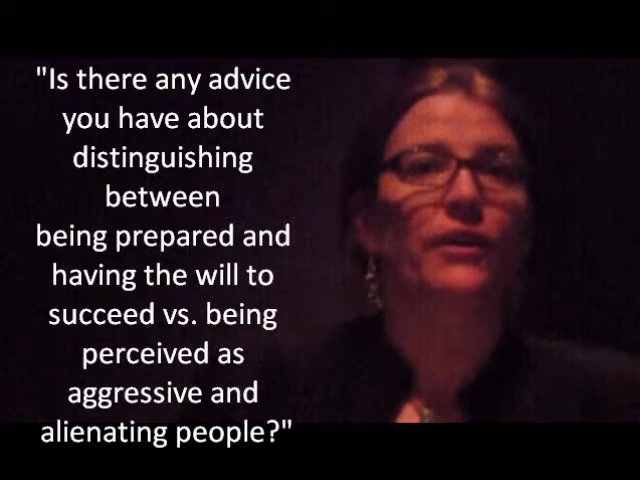 "Is there any advice
you have about
distinguishing
between
being prepared and
having the will to
succeed vs. being
perceived as
aggressive and
alienating people?"